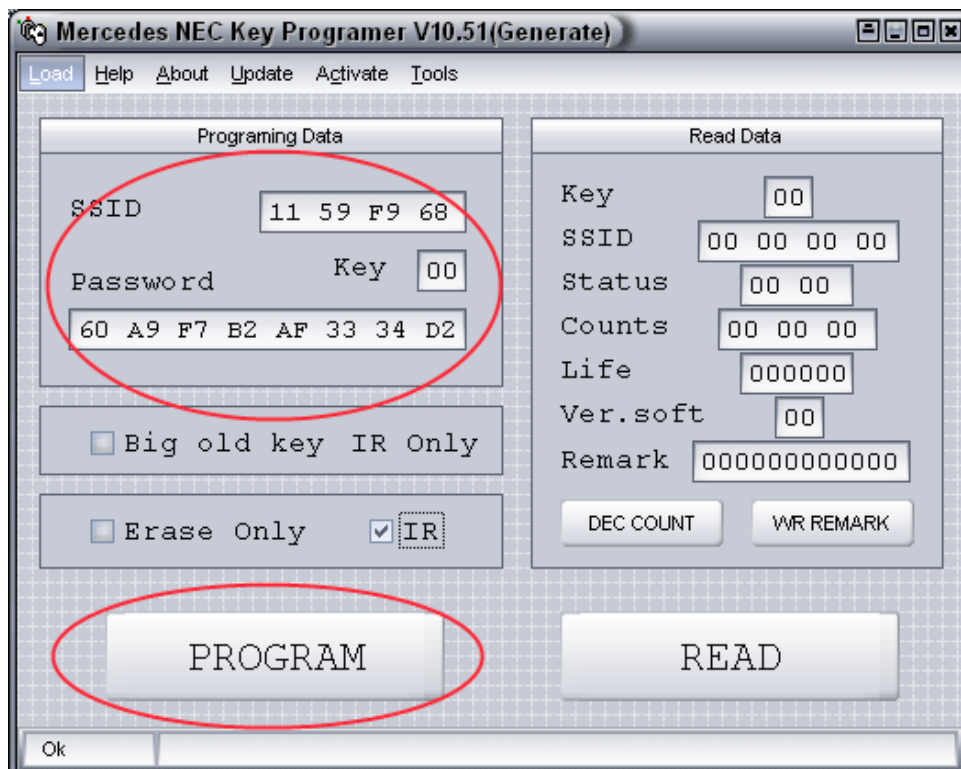 Mercedes NEC Key Programer V10.51(Generate)
Load Help About Update Activate Tools
Programing Data
SSID 11 59 F9 68
Key 00
Password
60 A9 F7 B2 AF 33 34 D2
Big old key IR Only
Erase Only IR
PROGRAM
Read Data
Key 00
SSID 00 00 00 00
Status 00 00
Counts 00 00 00
Life 000000
Ver.soft 00
Remark 000000000000
DEC COUNT WR REMARK
READ
Ok